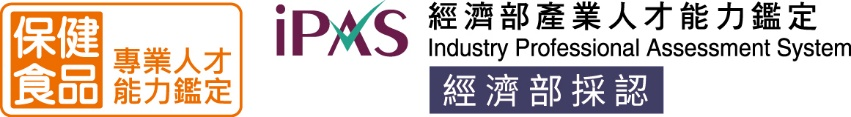 保健
食品
專業人才
能力鑑定
iPAS
經濟部產業人才能力鑑定
Industry Professional Assessment System
經濟部採認